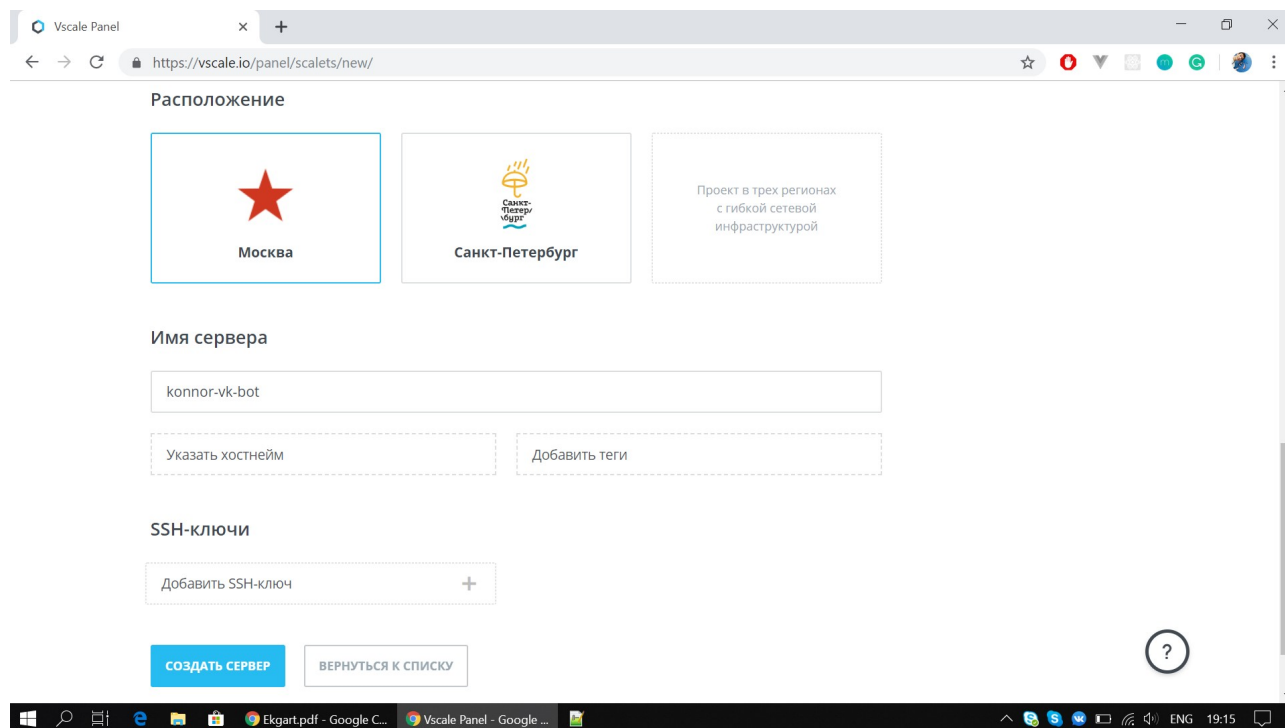 Vscale Panel
https://vscale.io/panel/scalets/new/
Расположение
Санкт-
Петер/
\бург
Москва
Санкт-Петербург
Проект в трех регионах
с гибкой сетевой
инфраструктурой
Имя сервера
konnor-vk-bot
Указать хостнейм
Добавить теги
SSH-ключи
Добавить SSH-ключ
СОЗДАТЬ СЕРВЕР
ВЕРНУТЬСЯ К СПИСКУ
?
Ekgart.pdf - Google C...
Vscale Panel - Google ...
ENG
19:15